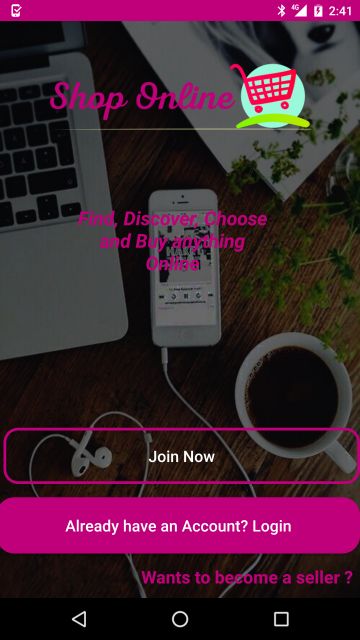 4G 2:41
Shop Online
Find, Discover, Choose
and Buy anything
Online
Join Now
Already have an Account? Login
Wants to become a seller ?